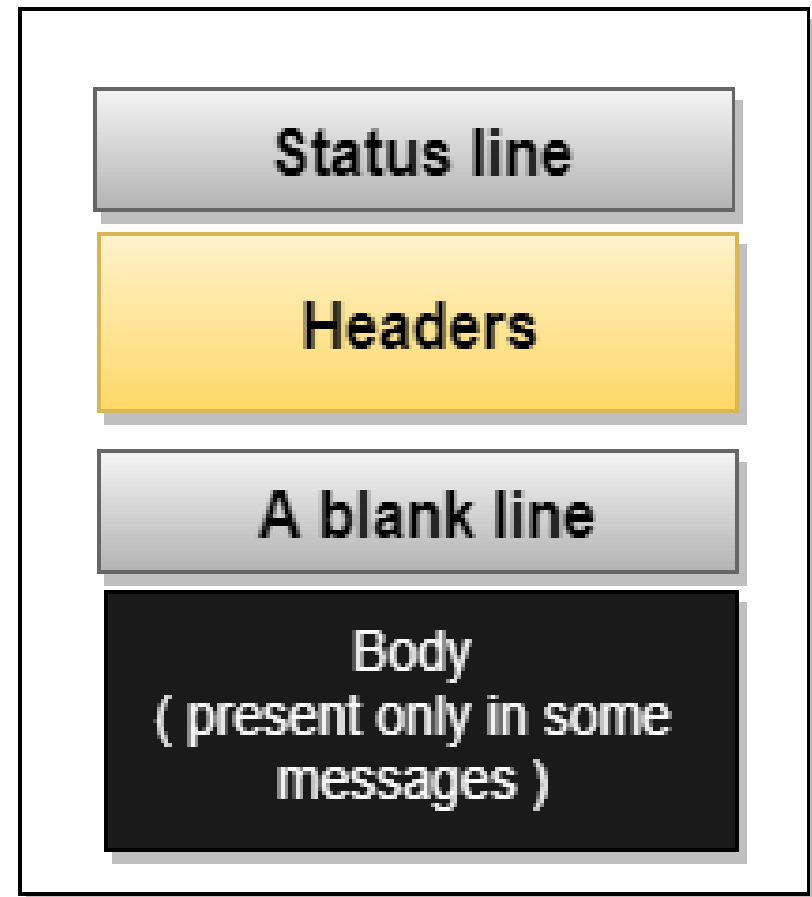 Status line
Headers
A blank line
Body
( present only in some
messages )